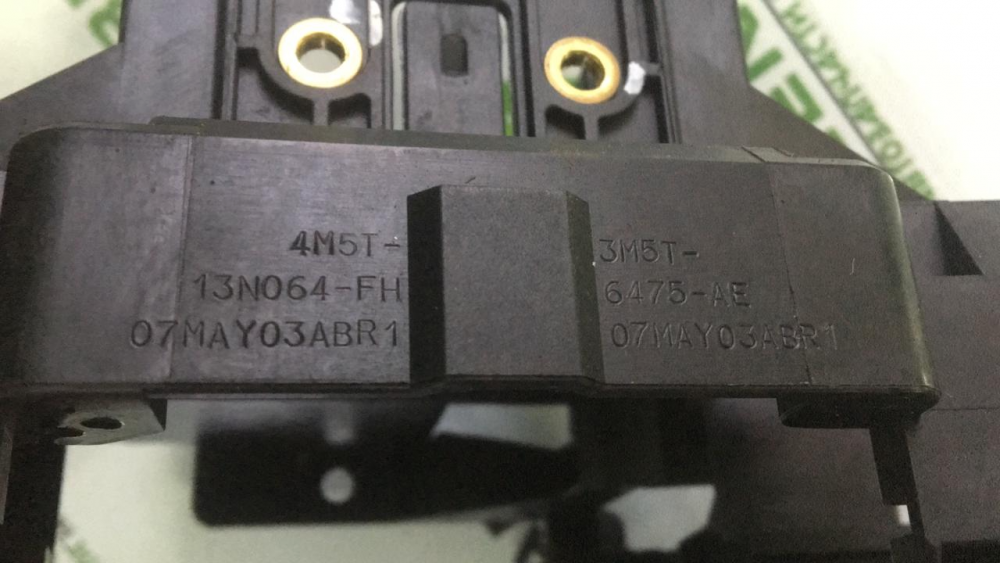 4M5T-
13N064-FH
07MAY03ABR1
3M5T-
6475-AE
07MAY03ABR1